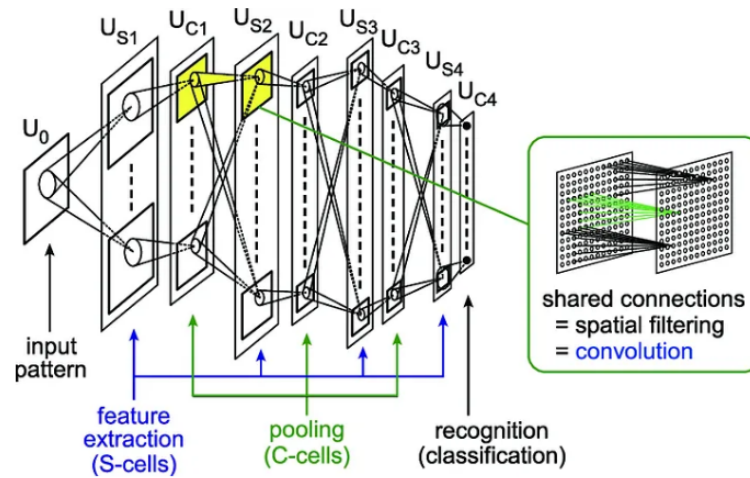 U_S1
U_C1
U_S2
U_C2
U_S3
U_C3
U_S4
U_C4
U_0
input
pattern
feature
extraction
(S-cells)
pooling
(C-cells)
recognition
(classification)
shared connections
= spatial filtering
= convolution